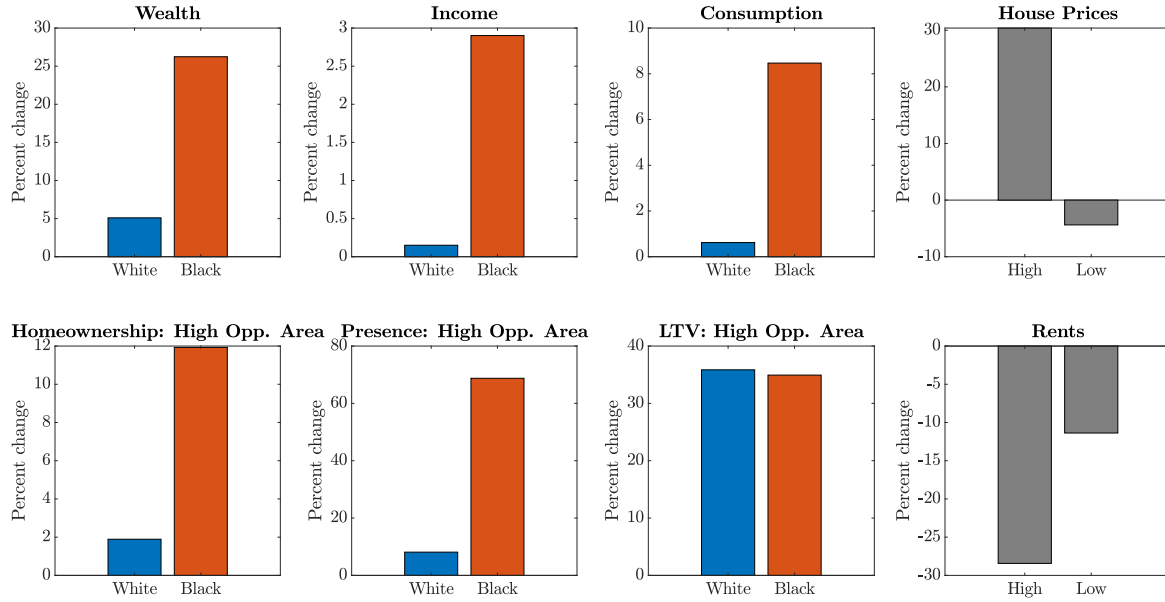 Wealth
Percent change
30
25
20
15
10
5
0
White Black
Income
Percent change
3
2.5
2
1.5
1
0.5
0
White Black
Consumption
Percent change
10
8
6
4
2
0
White Black
House Prices
Percent change
30
20
10
0
-10
High Low
Homeownership: High Opp. Area
Percent change
12
10
8
6
4
2
0
White Black
Presence: High Opp. Area
Percent change
80
60
40
20
0
White Black
LTV: High Opp. Area
Percent change
40
30
20
10
0
White Black
Rents
Percent change
0
-5
-10
-15
-20
-25
-30
High Low